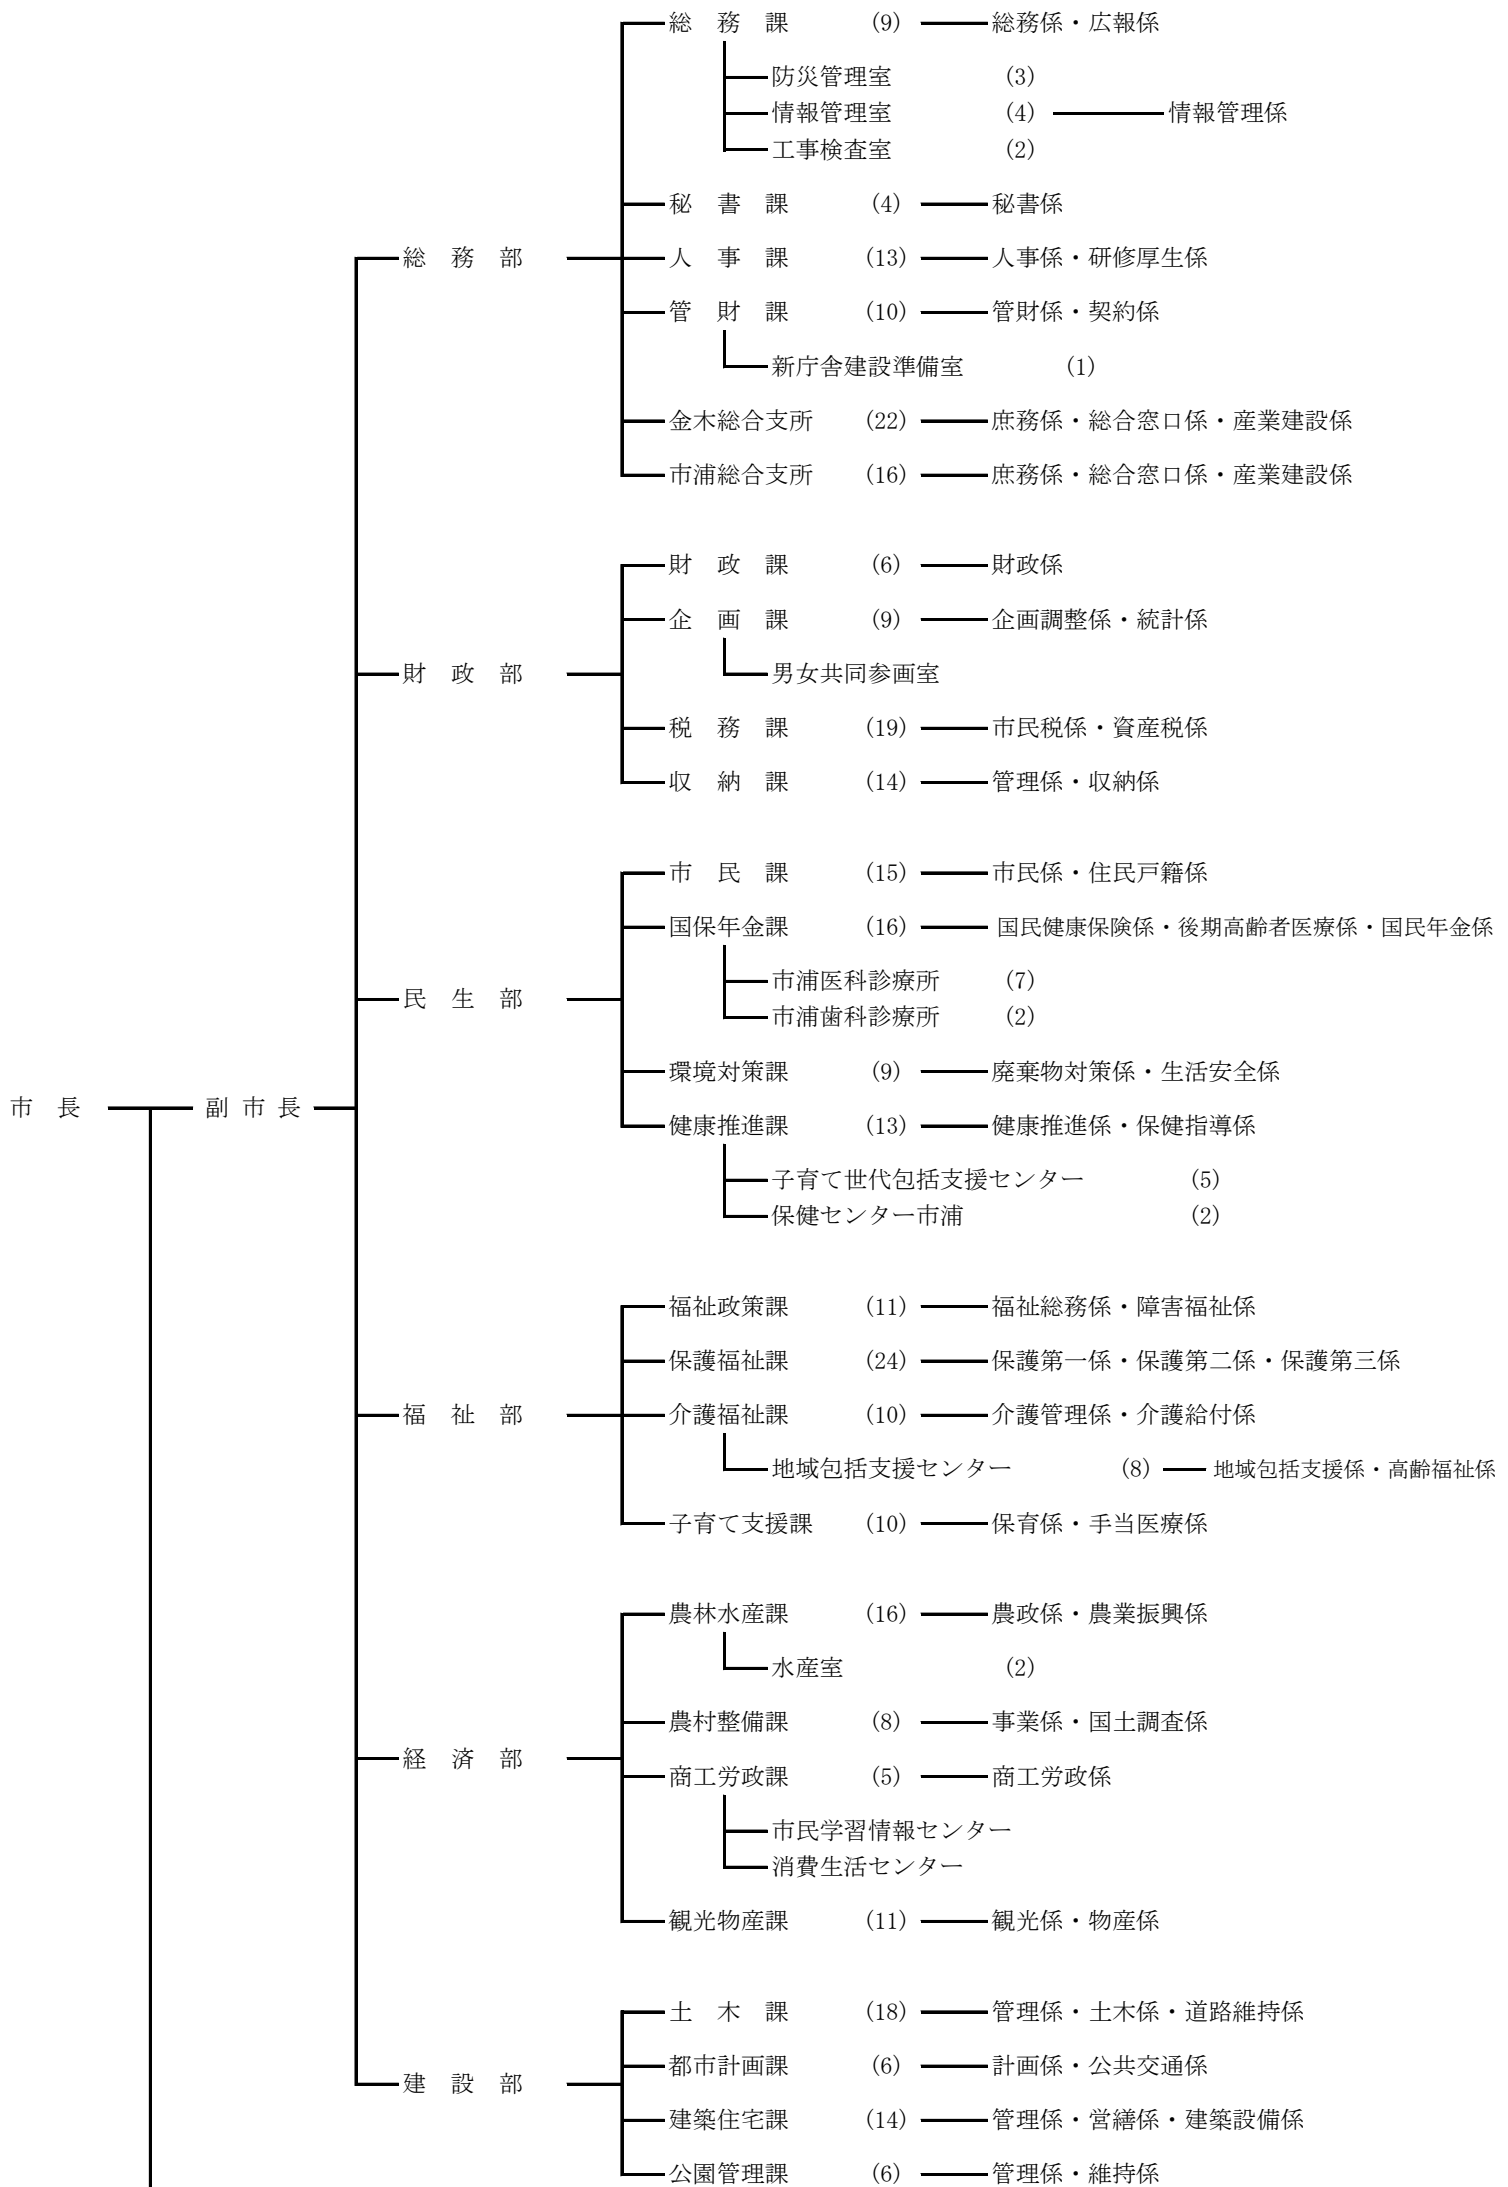 総　務　課　(9)　総務係・広報係
防災管理室　(3)
情報管理室　(4)　情報管理係
工事検査室　(2)
秘　書　課　(4)　秘書係
総　務　部　人　事　課　(13)　人事係・研修厚生係
管　財　課　(10)　管財係・契約係
新庁舎建設準備室　(1)
金木総合支所　(22)　庶務係・総合窓口係・産業建設係
市浦総合支所　(16)　庶務係・総合窓口係・産業建設係
財　政　課　(6)　財政係
企　画　課　(9)　企画調整係・統計係
財　政　部　男女共同参画室
税　務　課　(19)　市民税係・資産税係
収　納　課　(14)　管理係・収納係
市　民　課　(15)　市民係・住民戸籍係
国保年金課　(16)　国民健康保険係・後期高齢者医療係・国民年金係
市浦医科診療所　(7)
民　生　部
市浦歯科診療所　(2)
環境対策課　(9)　廃棄物対策係・生活安全係
市　長　副 市 長
健康推進課　(13)　健康推進係・保健指導係
子育て世代包括支援センター　(5)
保健センター市浦　(2)
福祉政策課　(11)　福祉総務係・障害福祉係
保護福祉課　(24)　保護第一係・保護第二係・保護第三係
福　祉　部　介護福祉課　(10)　介護管理係・介護給付係
地域包括支援センター　(8)　地域包括支援係・高齢福祉係
子育て支援課　(10)　保育係・手当医療係
農林水産課　(16)　農政係・農業振興係
水産室　(2)
農村整備課　(8)　事業係・国土調査係
経　済　部
商工労政課　(5)　商工労政係
市民学習情報センター
消費生活センター
観光物産課　(11)　観光係・物産係
土　木　課　(18)　管理係・土木係・道路維持係
都市計画課　(6)　計画係・公共交通係
建　設　部
建築住宅課　(14)　管理係・営繕係・建築設備係
公園管理課　(6)　管理係・維持係